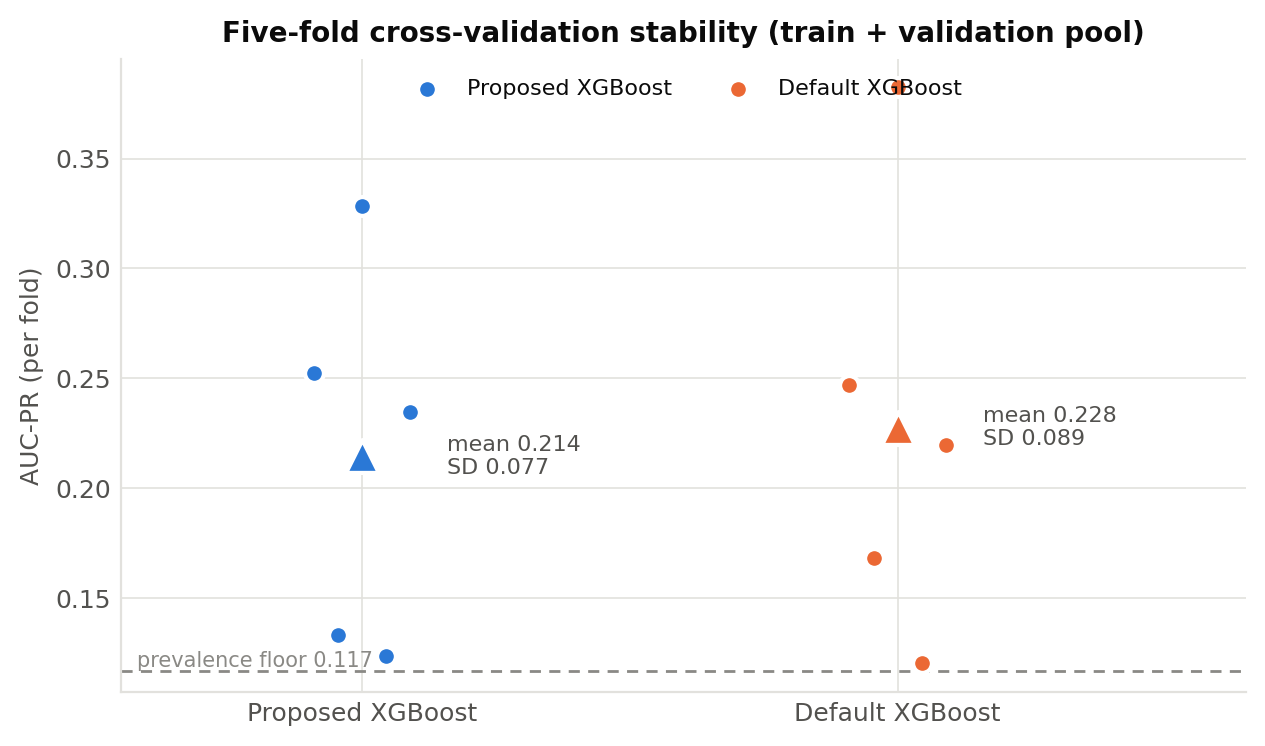 Five-fold cross-validation stability (train + validation pool)
Proposed XGBoost
Default XGBoost
AUC-PR (per fold)
0.35
0.30
0.25
0.20
0.15
mean 0.214
SD 0.077
mean 0.228
SD 0.089
prevalence floor 0.117
Proposed XGBoost
Default XGBoost